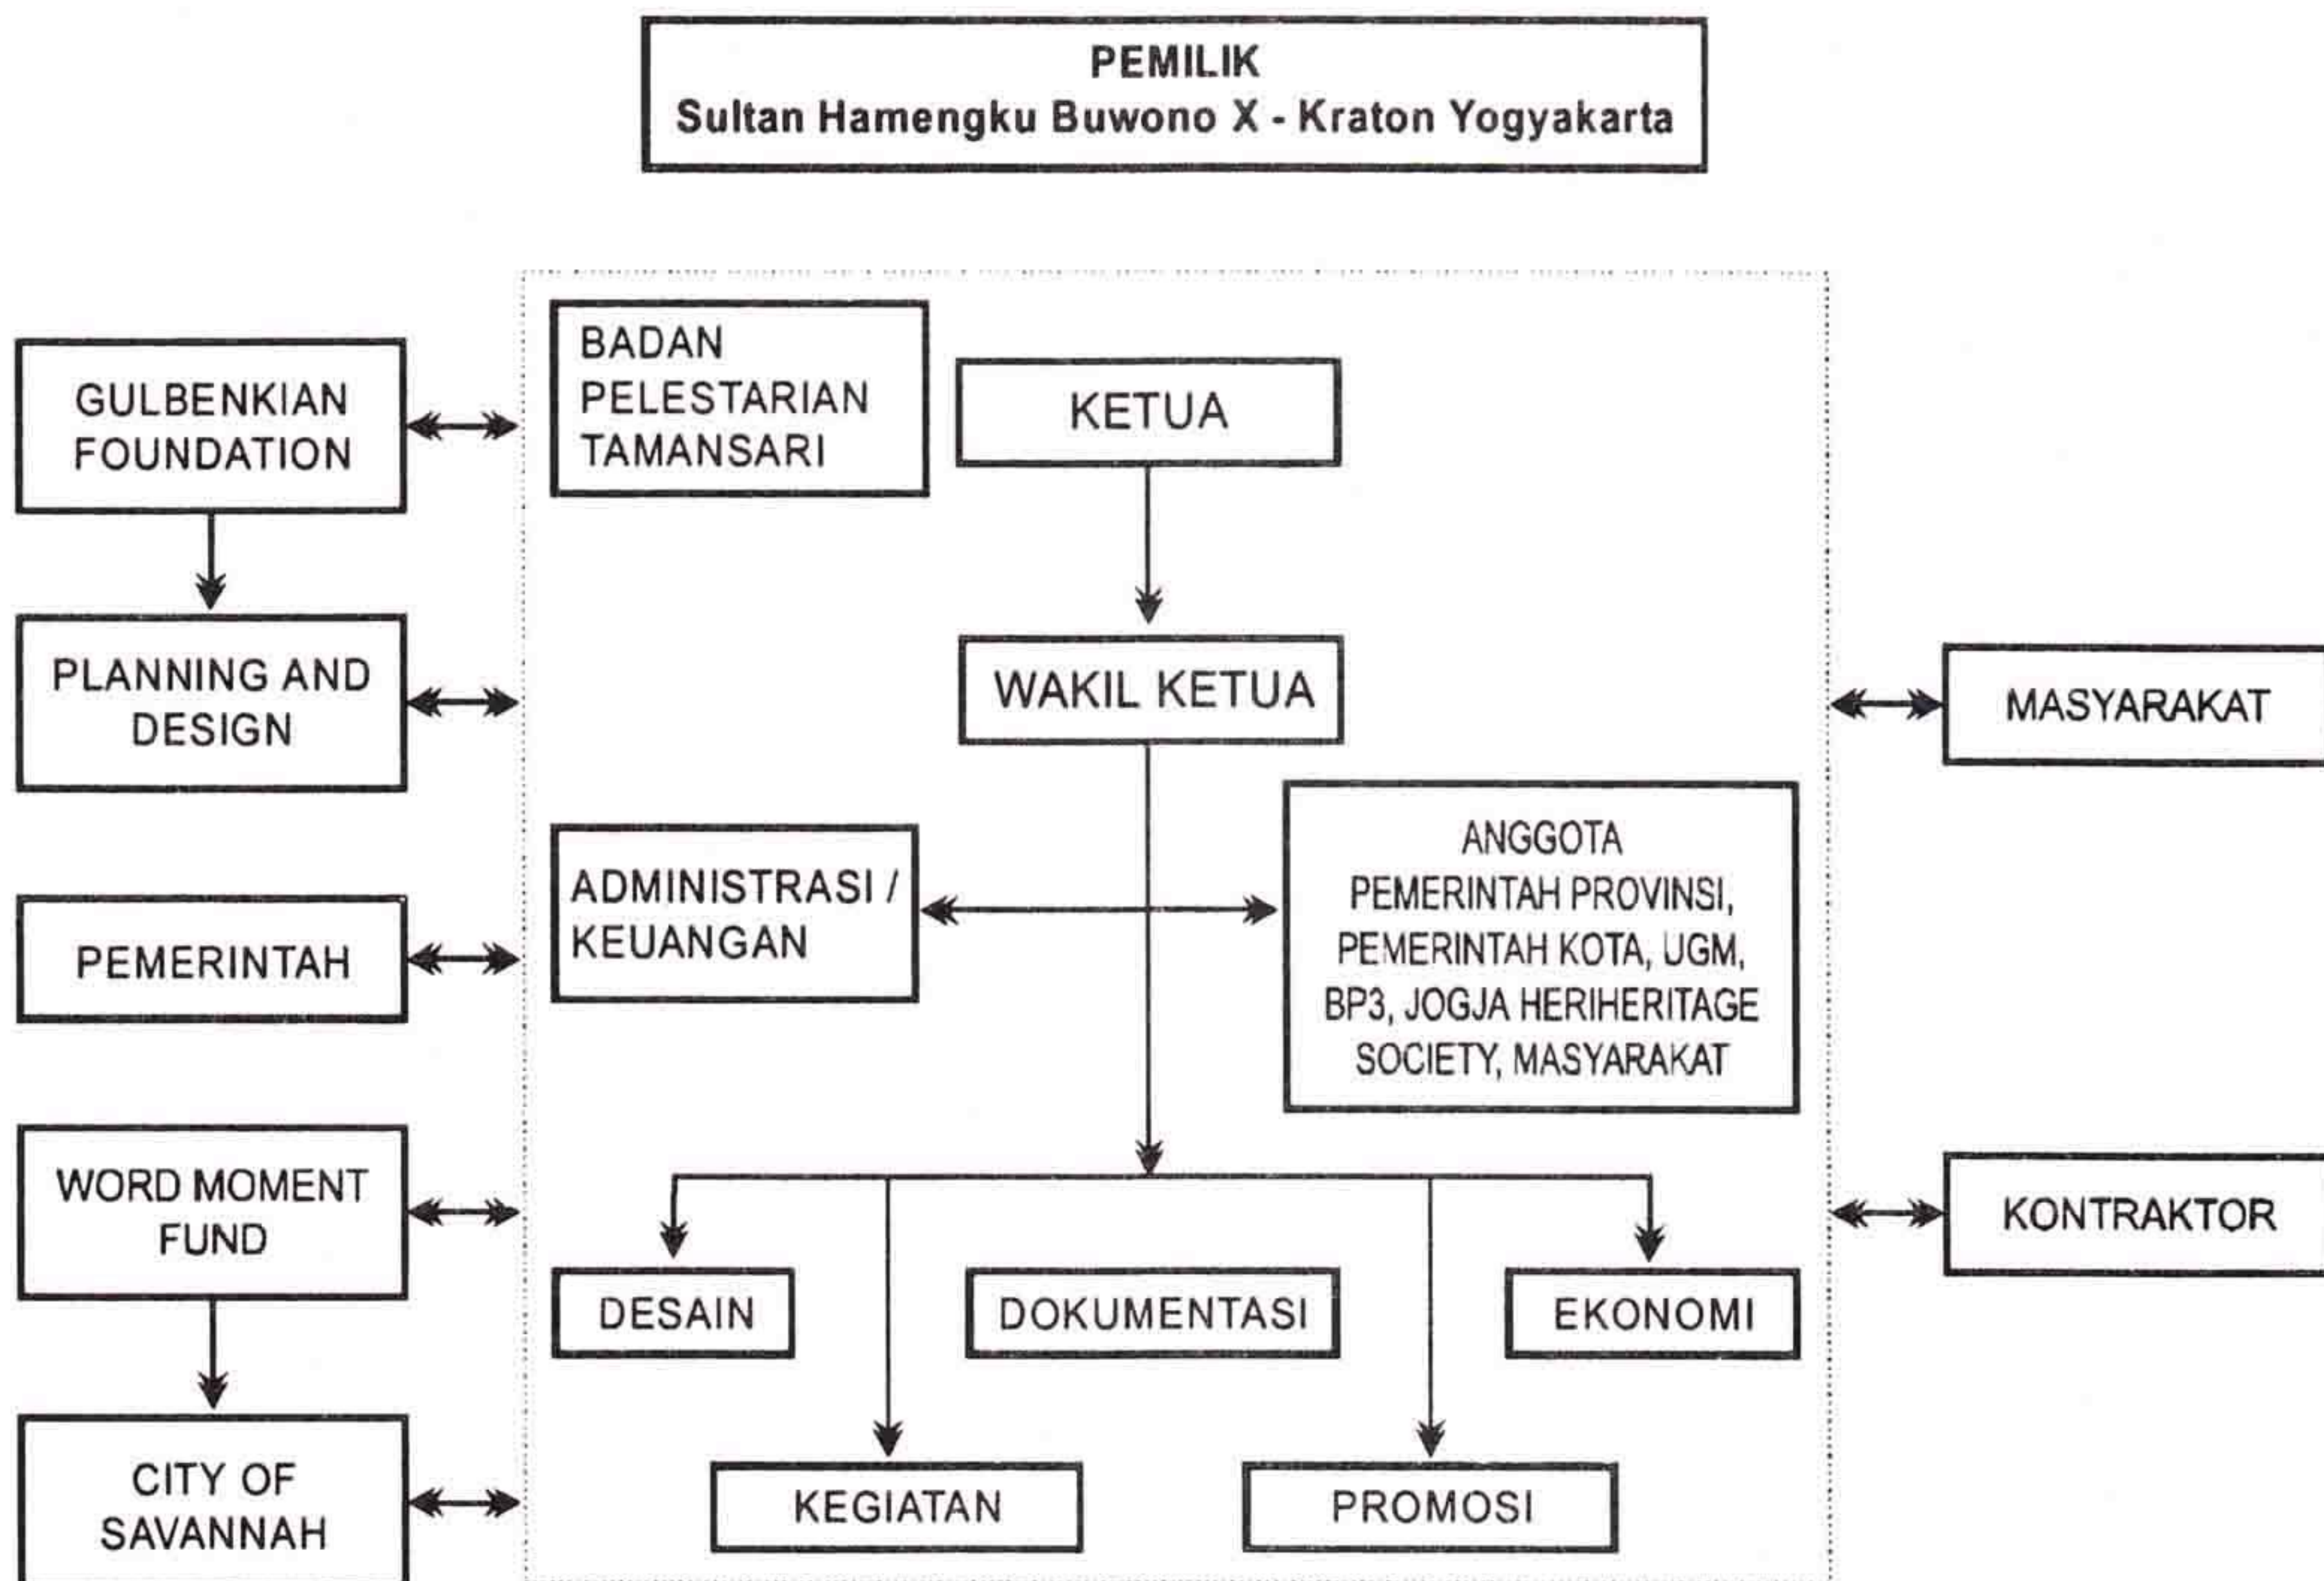 PEMILIK
Sultan Hamengku Buwono X - Kraton Yogyakarta
GULBENKIAN
FOUNDATION
PLANNING AND
DESIGN
PEMERINTAH
WORD MOMENT
FUND
CITY OF
SAVANNAH
BADAN
PELESTARIAN
TAMANSARI
KETUA
WAKIL KETUA
ADMINISTRASI /
KEUANGAN
ANGGOTA
PEMERINTAH PROVINSI,
PEMERINTAH KOTA, UGM,
BP3, JOGJA HERIHERITAGE
SOCIETY, MASYARAKAT
DESAIN
DOKUMENTASI
EKONOMI
KEGIATAN
PROMOSI
MASYARAKAT
KONTRAKTOR